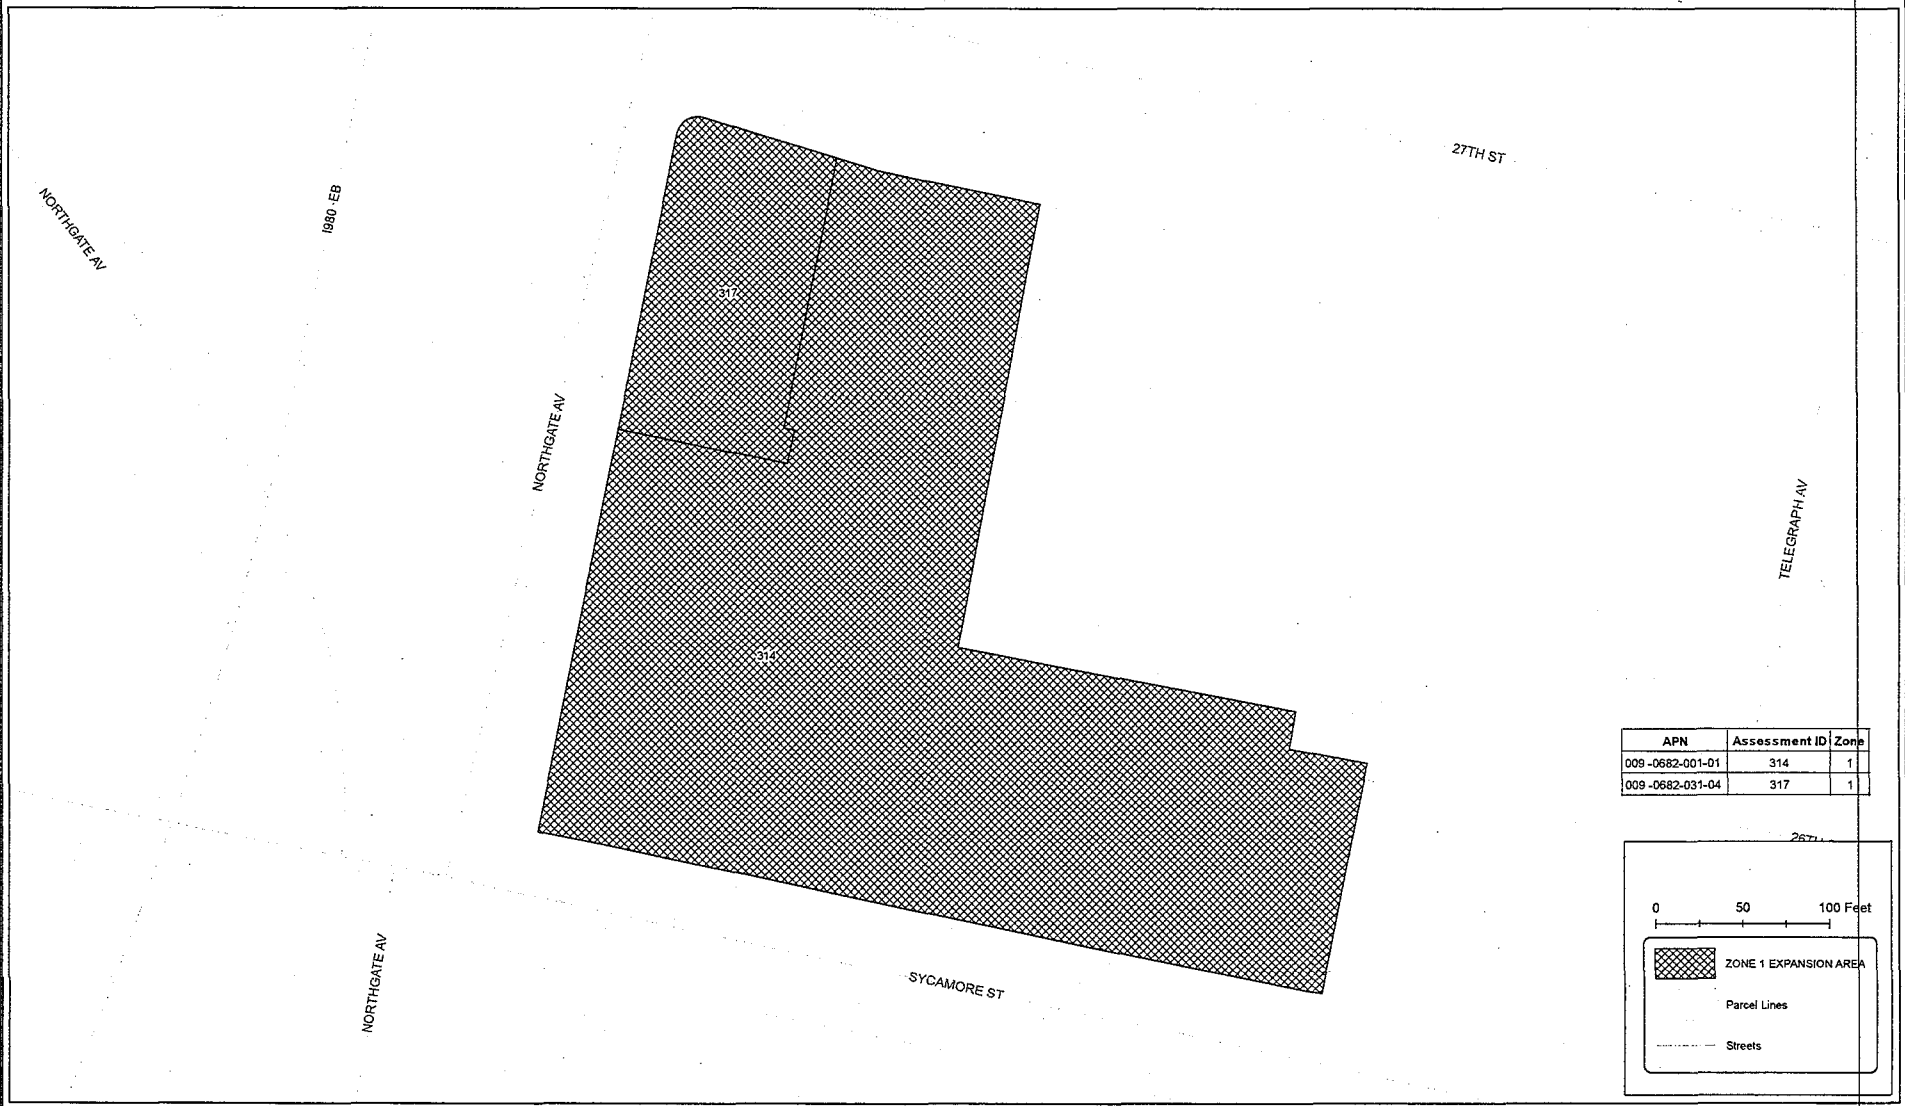 27TH ST
NORTHGATE AV
I980 -EB
317
NORTHGATE AV
TELEGRAPH AV
314
APN Assessment ID Zone
009 -0682-001-01 314 1
009 -0682-031-04 317 1
0 50 100 Feet
ZONE 1 EXPANSION AREA
Parcel Lines
Streets
NORTHGATE AV
SYCAMORE ST